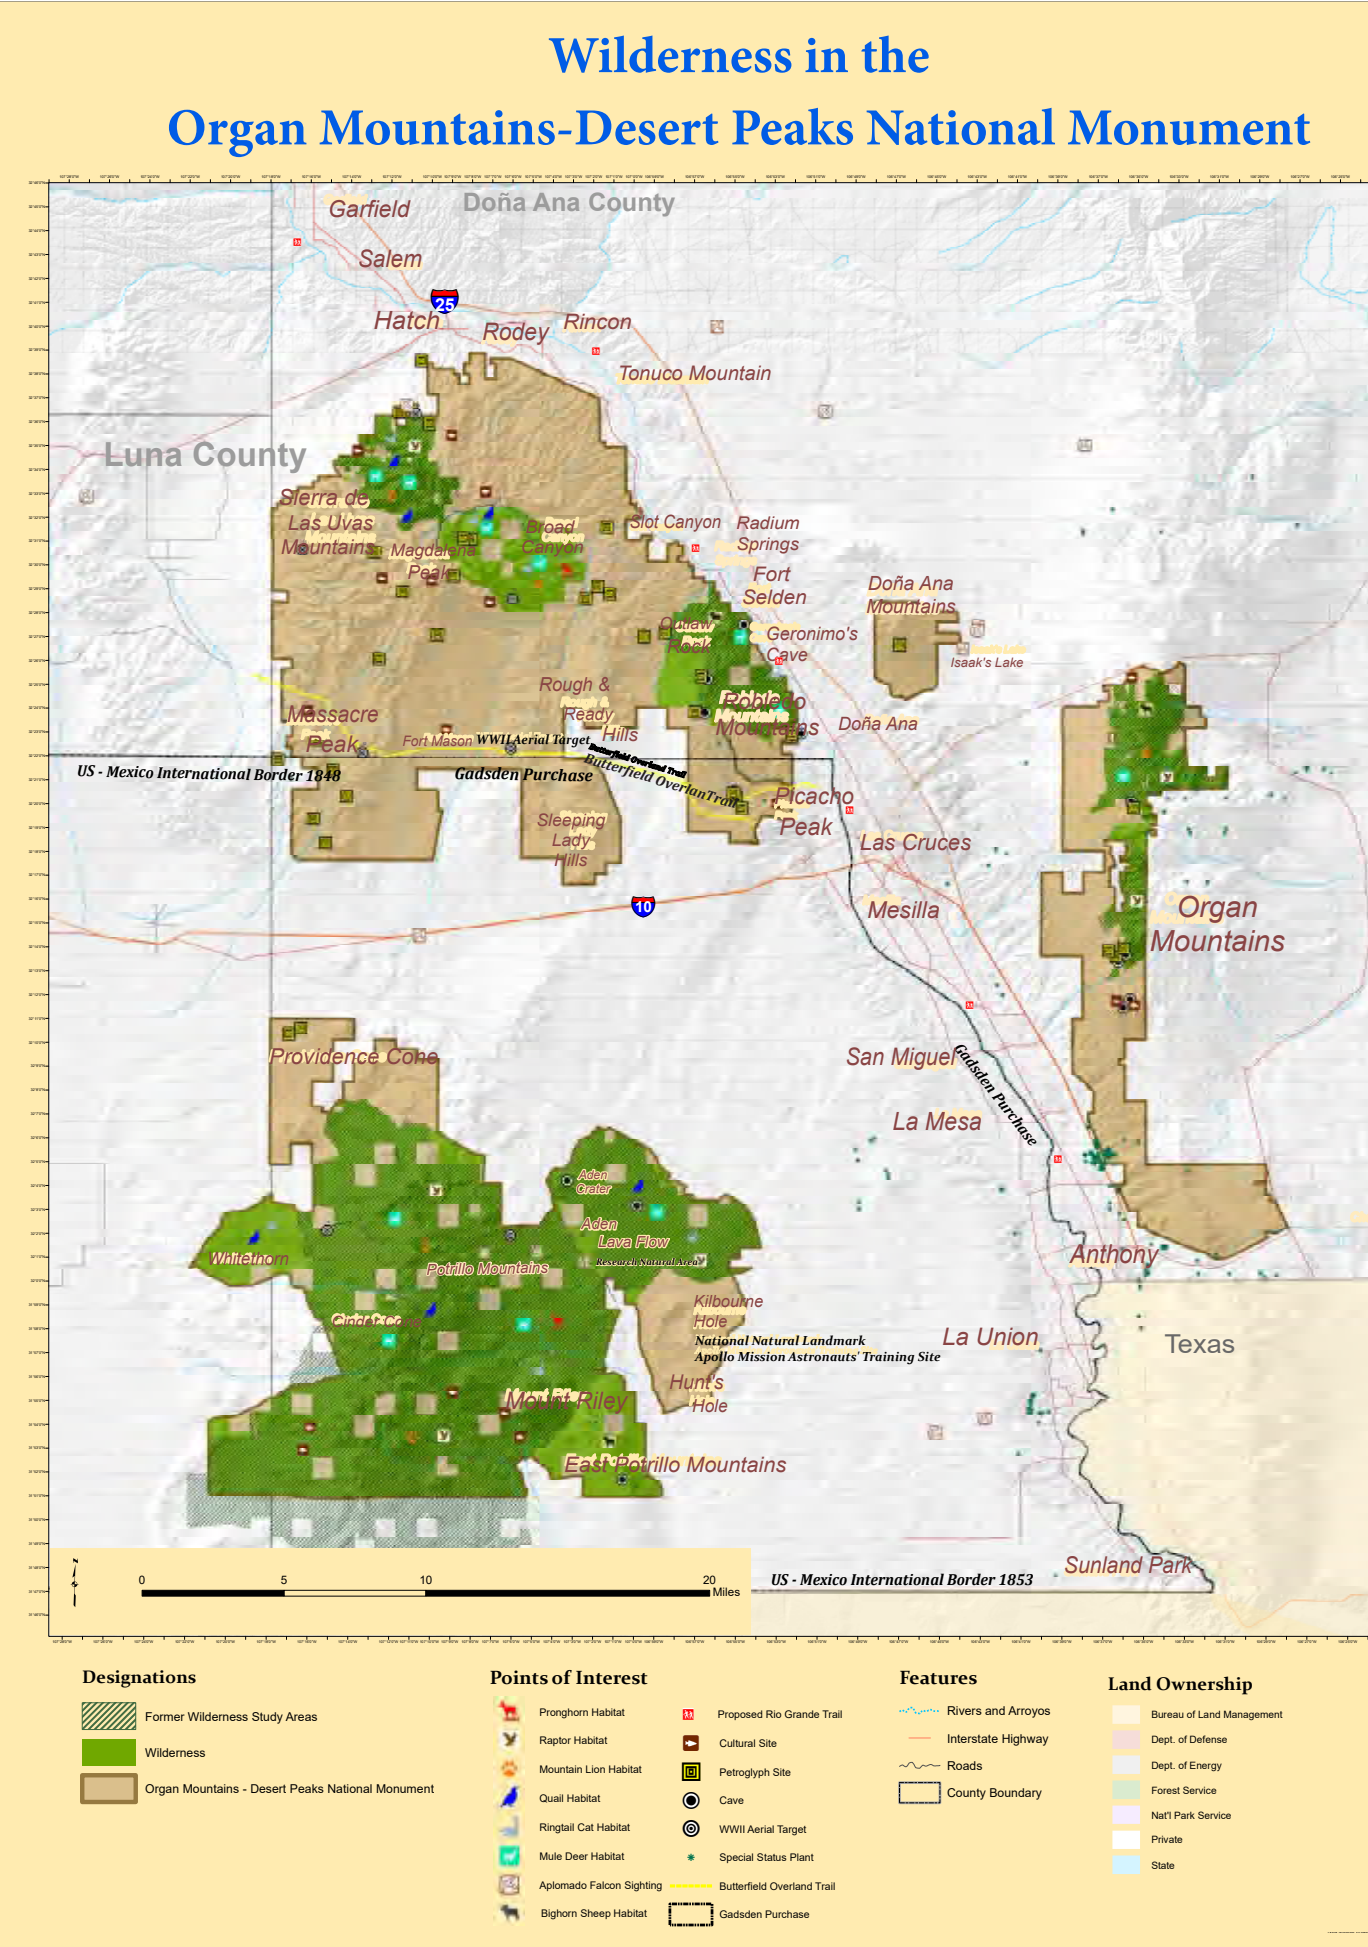 Wilderness in the
Organ Mountains-Desert Peaks National Monument
Garfield
Doña Ana County
Salem
25
Hatch
Rodey
Rincon
Tonuco Mountain
Luna County
Sierra de
Las Uvas
Mountains
Magdalena
Peak
Broad
Canyon
Slot Canyon
Radium
Springs
Fort
Selden
Doña Ana
Mountains
Outlaw
Rock
Geronimo's
Cave
Isaak's Lake
Rough &
Ready
Hills
Robledo
Mountains
Doña Ana
Massacre
Peak
Fort Mason
WWII Aerial Target
Butterfield Overland Trail
Butterfield OverlanTrail
US - Mexico International Border 1848
Gadsden Purchase
Picacho
Peak
Sleeping
Lady
Hills
Las Cruces
10
Mesilla
Organ
Mountains
Providence Cone
San Miguel
Gadsden Purchase
La Mesa
Aden
Crater
Aden
Lava Flow
Research Natural Area
Whitethorn
Potrillo Mountains
Anthony
Cinder Cone
Kilbourne
Hole
National Natural Landmark
Apollo Mission Astronauts' Training Site
La Union
Texas
Hunt's
Hole
Mount Riley
East Potrillo Mountains
Sunland Park
US - Mexico International Border 1853
N
0 5 10 20
Miles
Designations
Former Wilderness Study Areas
Wilderness
Organ Mountains - Desert Peaks National Monument
Points of Interest
Pronghorn Habitat
Raptor Habitat
Mountain Lion Habitat
Quail Habitat
Ringtail Cat Habitat
Mule Deer Habitat
Aplomado Falcon Sighting
Bighorn Sheep Habitat
Proposed Rio Grande Trail
Cultural Site
Petroglyph Site
Cave
WWII Aerial Target
Special Status Plant
Butterfield Overland Trail
Gadsden Purchase
Features
Rivers and Arroyos
Interstate Highway
Roads
County Boundary
Land Ownership
Bureau of Land Management
Dept. of Defense
Dept. of Energy
Forest Service
Nat'l Park Service
Private
State